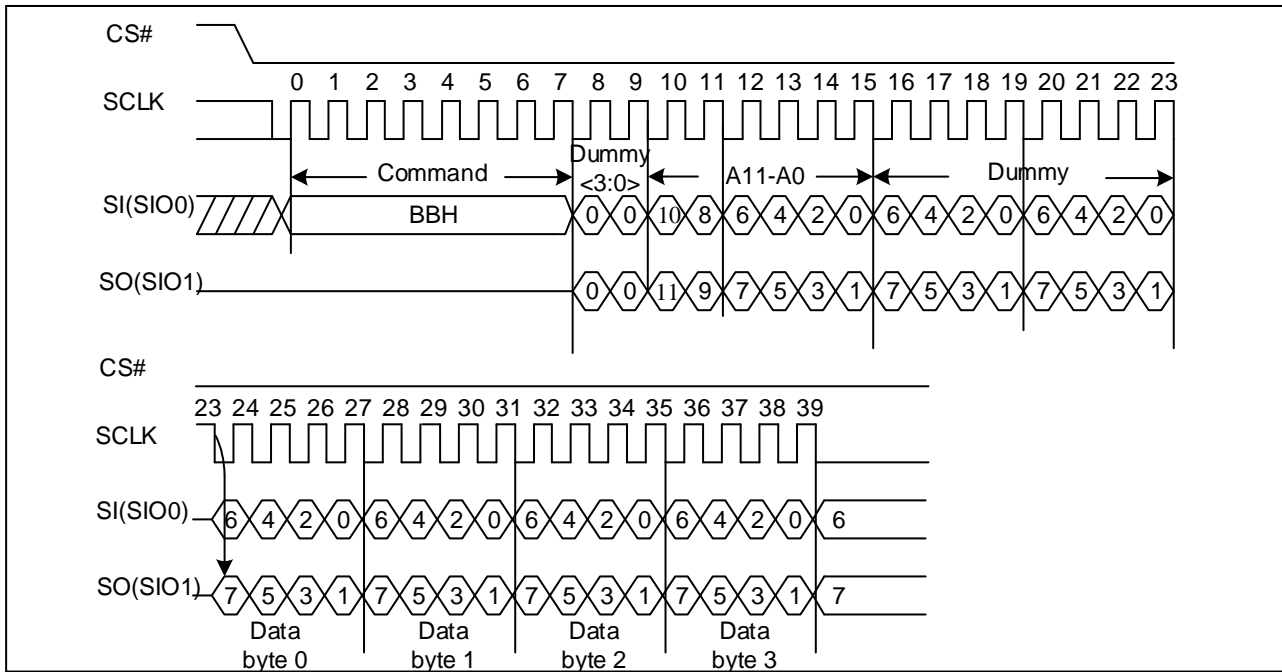 CS#
0 1 2 3 4 5 6 7 8 9 10 11 12 13 14 15 16 17 18 19 20 21 22 23
SCLK
Command
Dummy
<3:0>
A11-A0
Dummy
SI(SIO0)
BBH
0 0 10 8 6 4 2 0 6 4 2 0 6 4 2 0
SO(SIO1)
0 0 11 9 7 5 3 1 7 5 3 1 7 5 3 1
CS#
23 24 25 26 27 28 29 30 31 32 33 34 35 36 37 38 39
SCLK
SI(SIO0)
6 4 2 0 6 4 2 0 6 4 2 0 6 4 2 0 6
SO(SIO1)
7 5 3 1 7 5 3 1 7 5 3 1 7 5 3 1 7
Data
byte 0
Data
byte 1
Data
byte 2
Data
byte 3